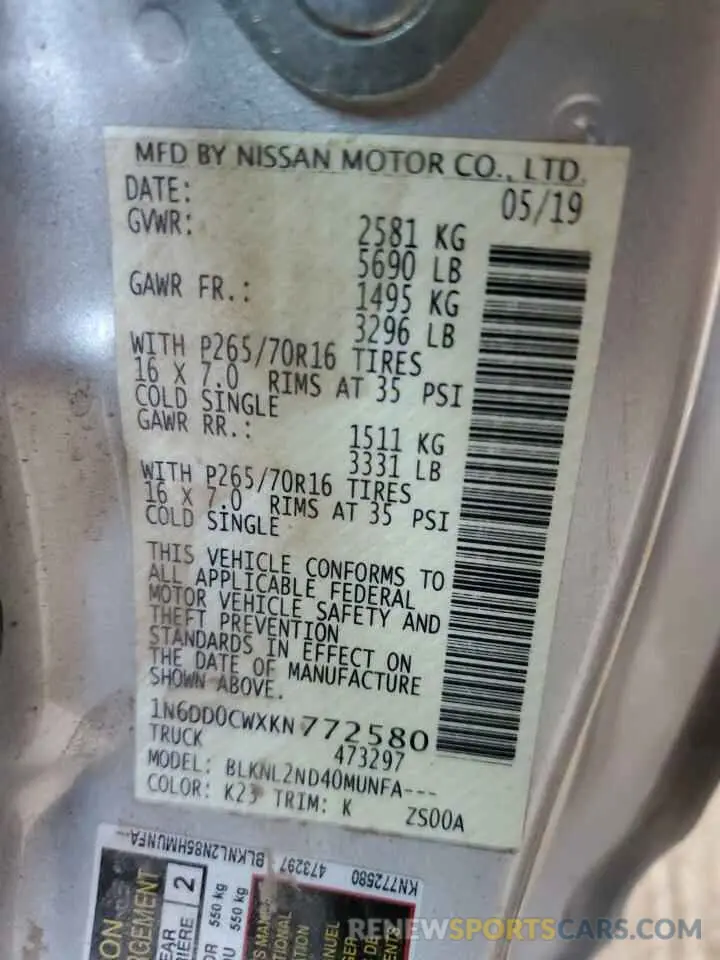 MFD BY NISSAN MOTOR CO., LTD.
DATE: 05/19
GVWR: 2581 KG
5690 LB
GAWR FR.: 1495 KG
3296 LB
WITH P265/70R16 TIRES
16 X 7.0 RIMS AT 35 PSI
COLD SINGLE
GAWR RR.: 1511 KG
3331 LB
WITH P265/70R16 TIRES
16 X 7.0 RIMS AT 35 PSI
COLD SINGLE
THIS VEHICLE CONFORMS TO
ALL APPLICABLE FEDERAL
MOTOR VEHICLE SAFETY AND
THEFT PREVENTION
STANDARDS IN EFFECT ON
THE DATE OF MANUFACTURE
SHOWN ABOVE.
1N6DD0CWXKN772580
TRUCK 473297
MODEL: BLKNL2ND40MUNFA---
COLOR: K23 TRIM: K ZS00A
KN772580 473297 BLKNL2N85HMUNFA--
2
550 kg
550 kg
RENEWSPORTSCARS.COM